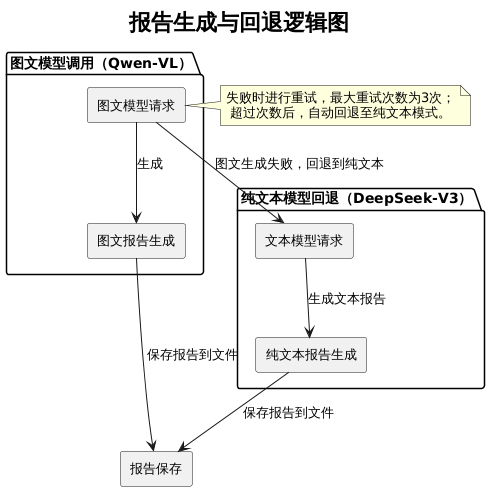 报告生成与回退逻辑图
图文模型调用（Qwen-VL）
图文模型请求
失败时进行重试，最大重试次数为3次；
超过次数后，自动回退至纯文本模式。
生成
图文生成失败，回退到纯文本
纯文本模型回退（DeepSeek-V3）
图文报告生成
文本模型请求
生成文本报告
保存报告到文件
纯文本报告生成
保存报告到文件
报告保存